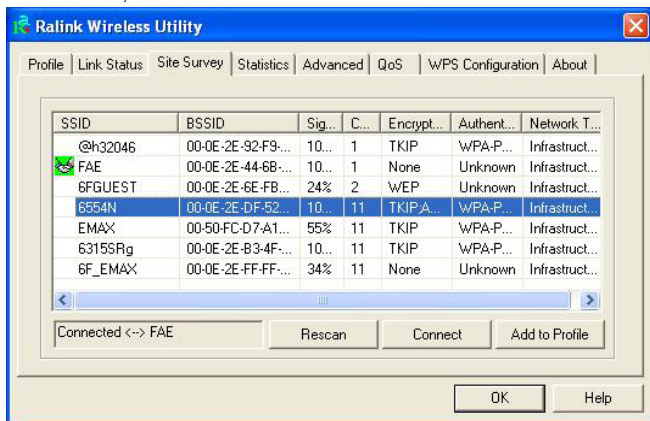 Ralink Wireless Utility
Profile Link Status Site Survey Statistics Advanced QoS WPS Configuration About
SSID BSSID Sig... C... Encrypt... Authent... Network T...
@h32046 00-0E-2E-92-F9-... 10... 1 TKIP WPA-P... Infrastruct...
FAE 00-0E-2E-44-6B-... 10... 1 None Unknown Infrastruct...
6FGUEST 00-0E-2E-6E-FB... 24% 2 WEP Unknown Infrastruct...
6554N 00-0E-2E-DF-52... 10... 11 TKIP;A... WPA-P... Infrastruct...
EMAX 00-50-FC-D7-A1... 55% 11 TKIP WPA-P... Infrastruct...
6315SRg 00-0E-2E-B3-4F-... 10... 11 TKIP WPA-P... Infrastruct...
6F_EMAX 00-0E-2E-FF-FF-... 34% 11 None Unknown Infrastruct...
Connected <--> FAE Rescan Connect Add to Profile
OK Help